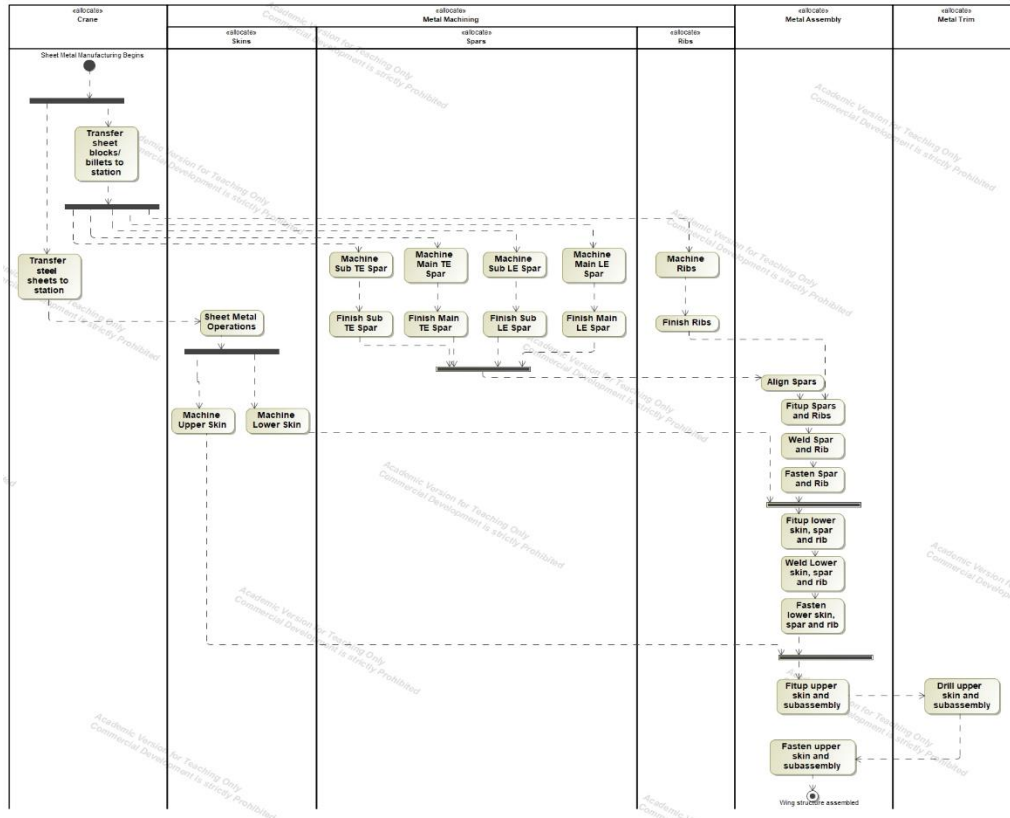 «allocate»
Crane
«allocate»
Metal Machining
«allocate»
Skins
«allocate»
Spars
«allocate»
Ribs
«allocate»
Metal Assembly
«allocate»
Metal Trim
Sheet Metal Manufacturing Begins
Transfer
sheet
blocks/
billets to
station
Transfer
steel
sheets to
station
Machine
Sub TE Spar
Machine
Main TE
Spar
Machine
Sub LE Spar
Machine
Main LE
Spar
Machine
Ribs
Sheet Metal
Operations
Finish Sub
TE Spar
Finish Main
TE Spar
Finish Sub
LE Spar
Finish Main
LE Spar
Finish Ribs
Align Spars
Machine
Upper Skin
Machine
Lower Skin
Fitup Spars
and Ribs
Weld Spar
and Rib
Fasten Spar
and Rib
Fitup lower
skin, spar
and rib
Weld Lower
skin, spar
and rib
Fasten
lower skin,
spar and rib
Fitup upper
skin and
subassembly
Drill upper
skin and
subassembly
Fasten upper
skin and
subassembly
Wing structure assembled
Academic Version for Teaching Only
Commercial Development is strictly Prohibited